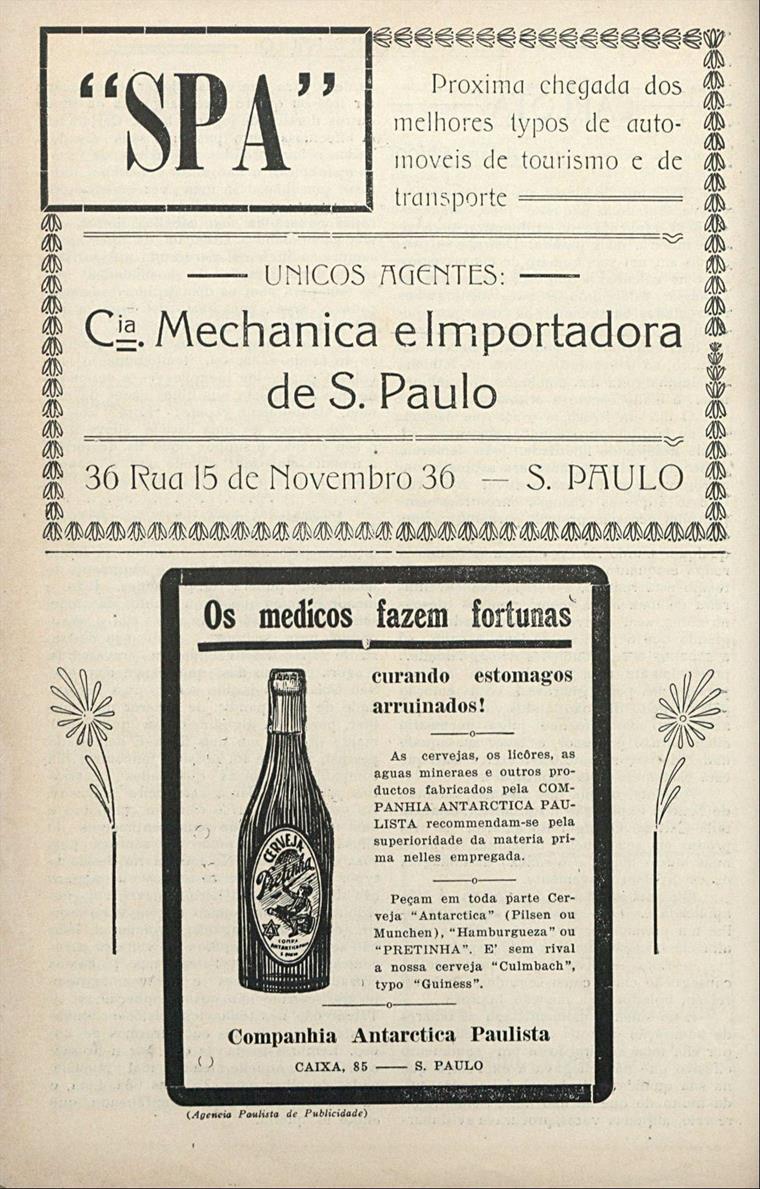 “SPA”
Proxima chegada dos
melhores typos de auto-
moveis de tourismo e de
transporte
UNICOS AGENTES:
Cia. Mechanica e Importadora
de S. Paulo
36 Rua 15 de Novembro 36 — S. PAULO
Os medicos fazem fortunas
curando estomagos
arruinados!
As cervejas, os licôres, as
aguas mineraes e outros pro-
ductos fabricados pela COM-
PANHIA ANTARCTICA PAU-
LISTA recommendam-se pela
superioridade da materia pri-
ma nelles empregada.
Peçam em toda parte Cer-
veja “Antarctica” (Pilsen ou
Munchen), “Hamburgueza” ou
“PRETINHA”. E’ sem rival
a nossa cerveja “Culmbach”,
typo “Guiness”.
CERVEJA
Pretinha
Companhia Antarctica Paulista
CAIXA, 85 —— S. PAULO
(Agencia Paulista de Publicidade)